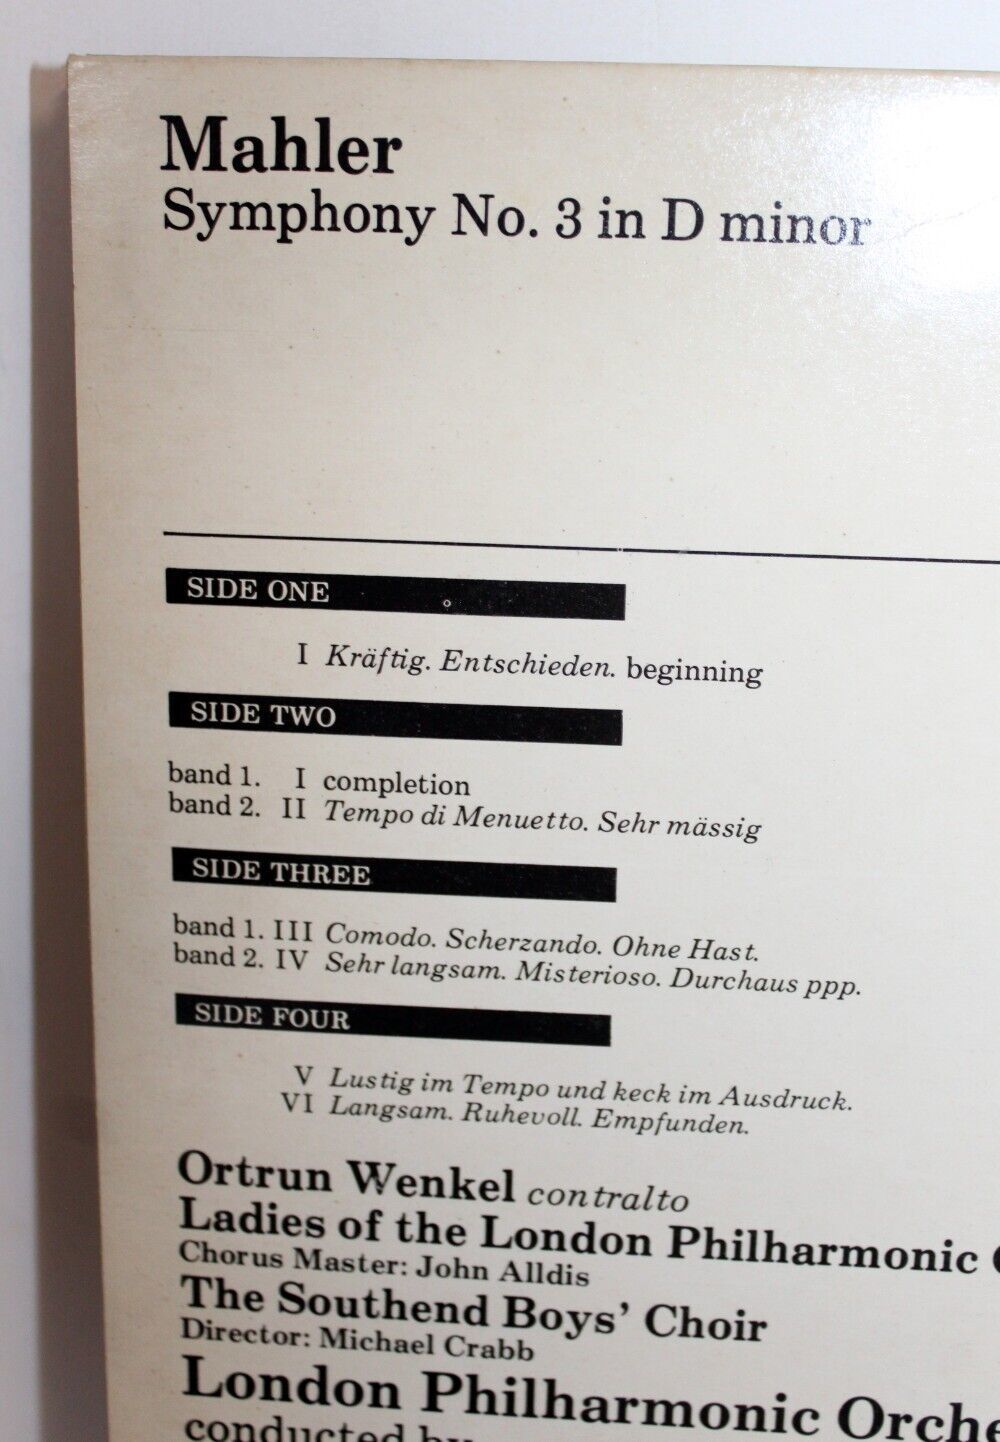 Mahler
Symphony No. 3 in D minor
SIDE ONE
I Kräftig. Entschieden. beginning
SIDE TWO
band 1. I completion
band 2. II Tempo di Menuetto. Sehr mässig
SIDE THREE
band 1. III Comodo. Scherzando. Ohne Hast.
band 2. IV Sehr langsam. Misterioso. Durchaus ppp.
SIDE FOUR
V Lustig im Tempo und keck im Ausdruck.
VI Langsam. Ruhevoll. Empfunden.
Ortrun Wenkel contralto
Ladies of the London Philharmonic
Chorus Master: John Alldis
The Southend Boys' Choir
Director: Michael Crabb
London Philharmonic Orche
conducted by